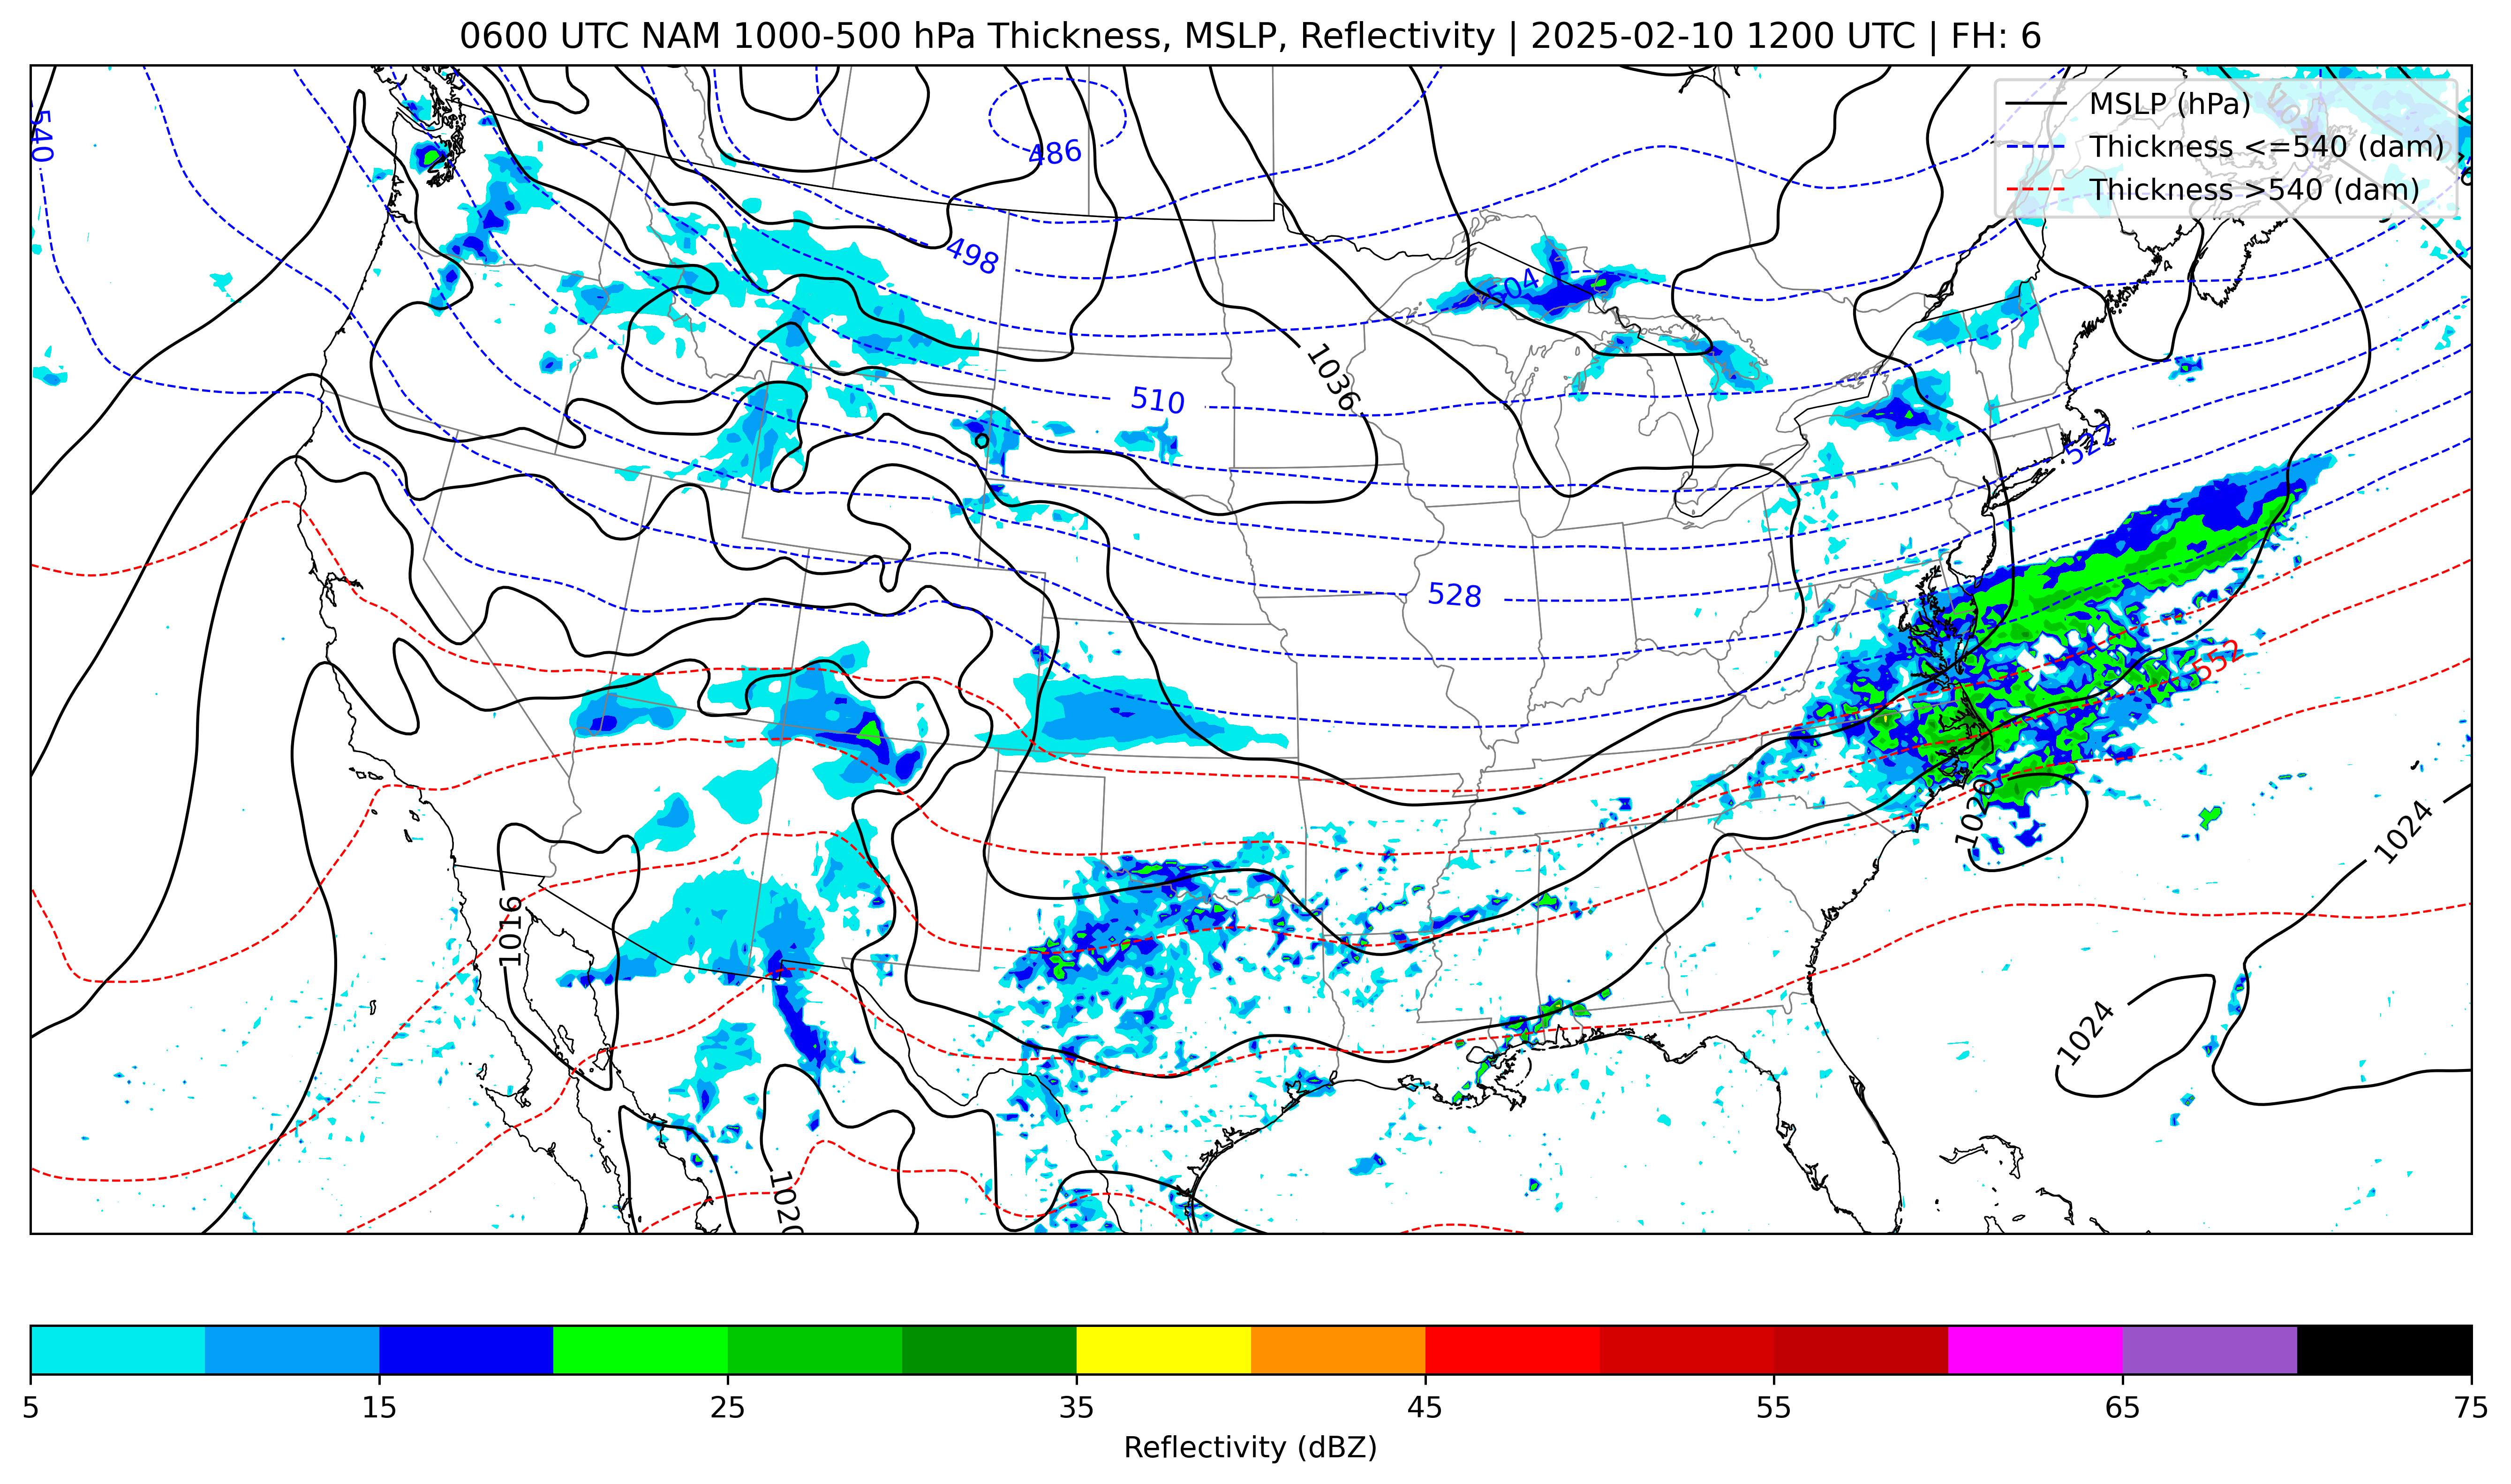 0600 UTC NAM 1000-500 hPa Thickness, MSLP, Reflectivity | 2025-02-10 1200 UTC | FH: 6
MSLP (hPa)
Thickness <=540 (dam)
Thickness >540 (dam)
540
486
498
504
510
1036
522
528
552
1020
1024
1016
1024
1020
5 15 25 35 45 55 65 75
Reflectivity (dBZ)